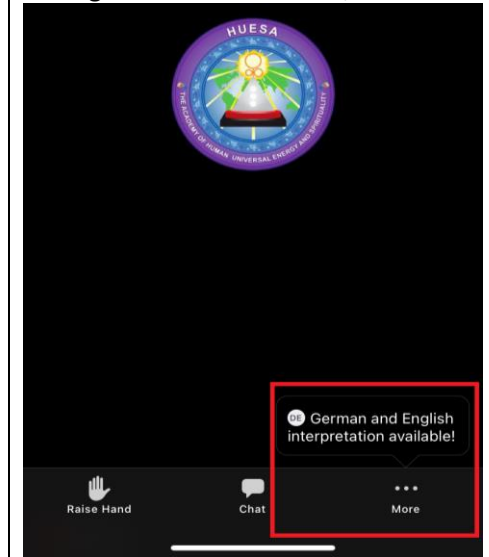 HUESA
THE ACADEMY OF HUMAN UNIVERSAL ENERGY AND SPIRITUALITY
DE German and English
interpretation available!
Raise Hand
Chat
More